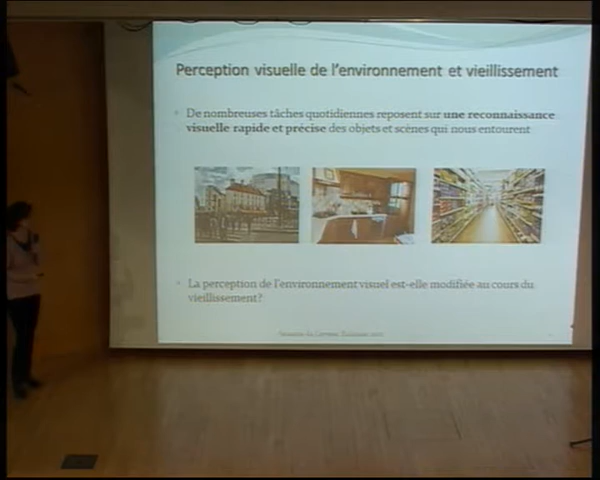 Perception visuelle de l'environnement et vieillissement
De nombreuses tâches quotidiennes reposent sur une reconnaissance
visuelle rapide et précise des objets et scènes qui nous entourent
La perception de l'environnement visuel est-elle modifiée au cours du
vieillissement?